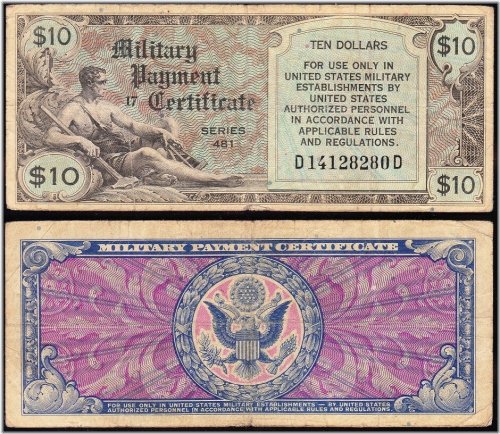 $10
Military
Payment
17 Certificate
SERIES
481
$10
TEN DOLLARS
FOR USE ONLY IN
UNITED STATES MILITARY
ESTABLISHMENTS BY
UNITED STATES
AUTHORIZED PERSONNEL
IN ACCORDANCE WITH
APPLICABLE RULES
AND REGULATIONS.
D14128280D
$10
$10
MILITARY PAYMENT CERTIFICATE
FOR USE ONLY IN UNITED STATES MILITARY ESTABLISHMENTS — BY UNITED STATES
AUTHORIZED PERSONNEL IN ACCORDANCE WITH APPLICABLE RULES AND REGULATIONS.